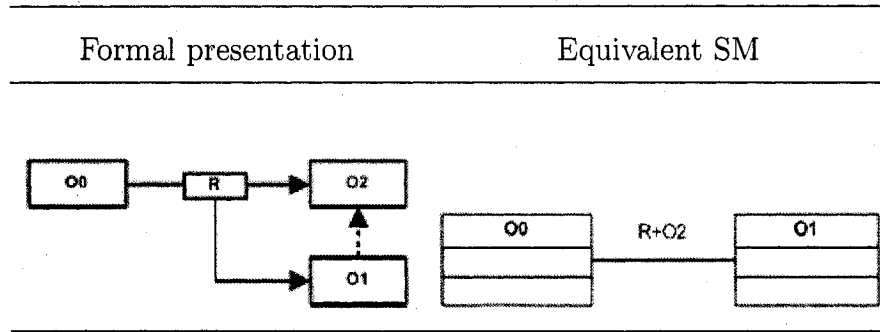 Formal presentation Equivalent SM
O0 R O2
O1
O0 R+O2 O1